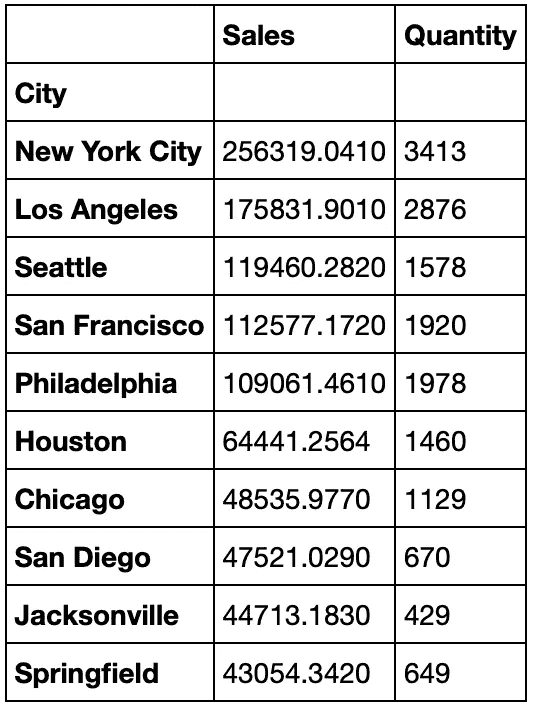 Sales Quantity
City
New York City 256319.0410 3413
Los Angeles 175831.9010 2876
Seattle 119460.2820 1578
San Francisco 112577.1720 1920
Philadelphia 109061.4610 1978
Houston 64441.2564 1460
Chicago 48535.9770 1129
San Diego 47521.0290 670
Jacksonville 44713.1830 429
Springfield 43054.3420 649